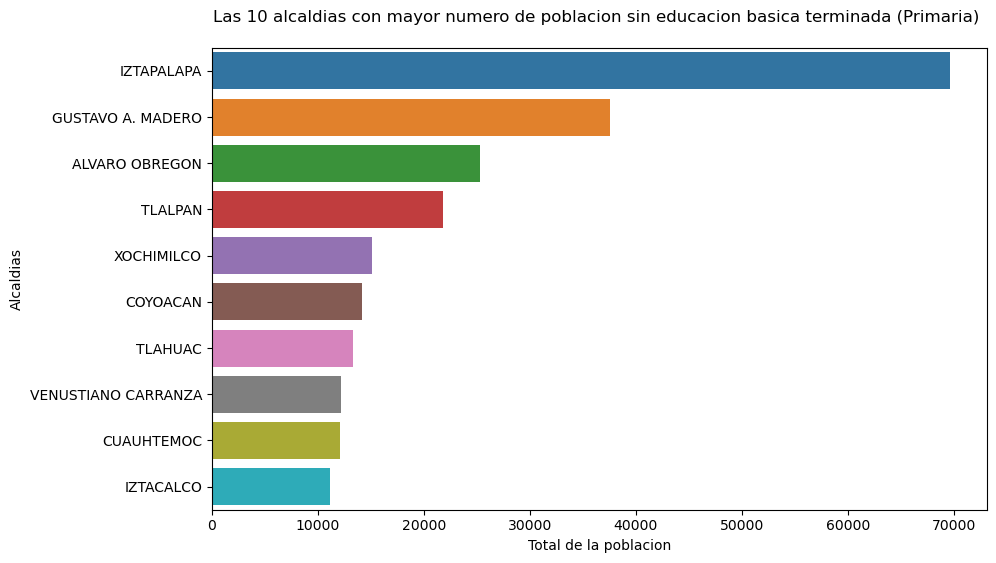 Las 10 alcaldias con mayor numero de poblacion sin educacion basica terminada (Primaria)
Alcaldias
IZTAPALAPA
GUSTAVO A. MADERO
ALVARO OBREGON
TLALPAN
XOCHIMILCO
COYOACAN
TLAHUAC
VENUSTIANO CARRANZA
CUAUHTEMOC
IZTACALCO
0 10000 20000 30000 40000 50000 60000 70000
Total de la poblacion